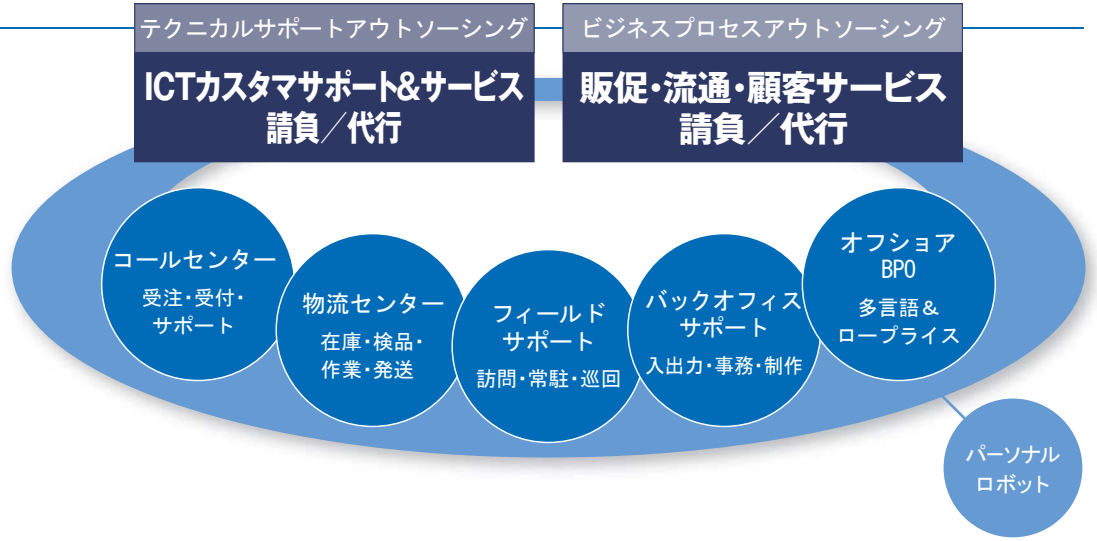 テクニカルサポートアウトソーシング
ICTカスタマサポート&サービス
請負／代行
ビジネスプロセスアウトソーシング
販促・流通・顧客サービス
請負／代行
コールセンター
受注・受付・
サポート
物流センター
在庫・検品・
作業・発送
フィールド
サポート
訪問・常駐・巡回
バックオフィス
サポート
入出力・事務・制作
オフショア
BPO
多言語＆
ロープライス
パーソナル
ロボット